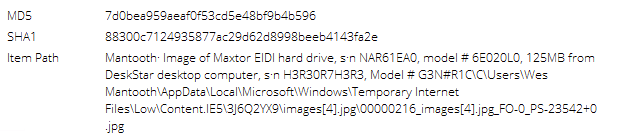 MD5 7d0bea959aeaf0f53cd5e48bf9b4b596
SHA1 88300c7124935877ac29d62d8998beeb4143fa2e
Item Path Mantooth· Image of Maxtor EIDI hard drive, s·n NAR61EA0, model # 6E020L0, 125MB from
DeskStar desktop computer, s·n H3R30R7H3R3, Model # G3N#R1C\C\Users\Wes
Mantooth\AppData\Local\Microsoft\Windows\Temporary Internet
Files\Low\Content.IE5\3J6Q2YX9\images[4].jpg\00000216_images[4].jpg_FO-0_PS-23542+0
.jpg